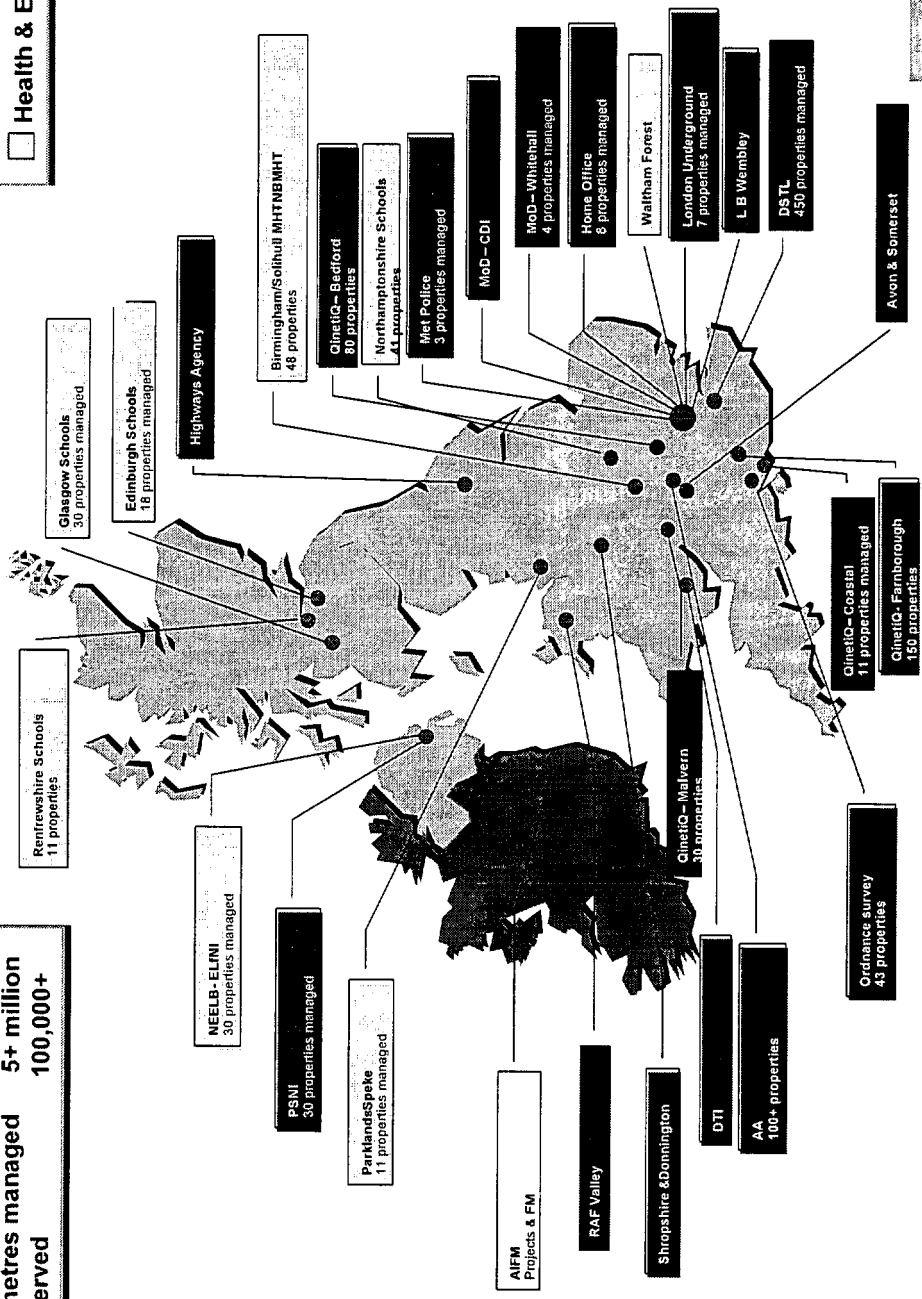 metres managed 5+ million
erved 100,000+
Health & E
Renfrewshire Schools
11 properties
Glasgow Schools
30 properties managed
Edinburgh Schools
18 properties managed
Highways Agency
Birmingham/Solihull MHT NBMHT
48 properties
QinetiQ – Bedford
80 properties
Northamptonshire Schools
41 properties
Met Police
3 properties managed
MoD – CDI
MoD – Whitehall
4 properties managed
Home Office
8 properties managed
Waltham Forest
London Underground
7 properties managed
L B Wembley
DSTL
450 properties managed
Avon & Somerset
NEELB - ELfNI
30 properties managed
PSNI
30 properties managed
ParklandsSpeke
11 properties managed
AIFM
Projects & FM
RAF Valley
Shropshire &Donnington
QinetiQ – Malvern
30 properties
DTI
AA
100+ properties
Ordnance survey
43 properties
QinetiQ – Coastal
11 properties managed
QinetiQ - Farnborough
150 properties